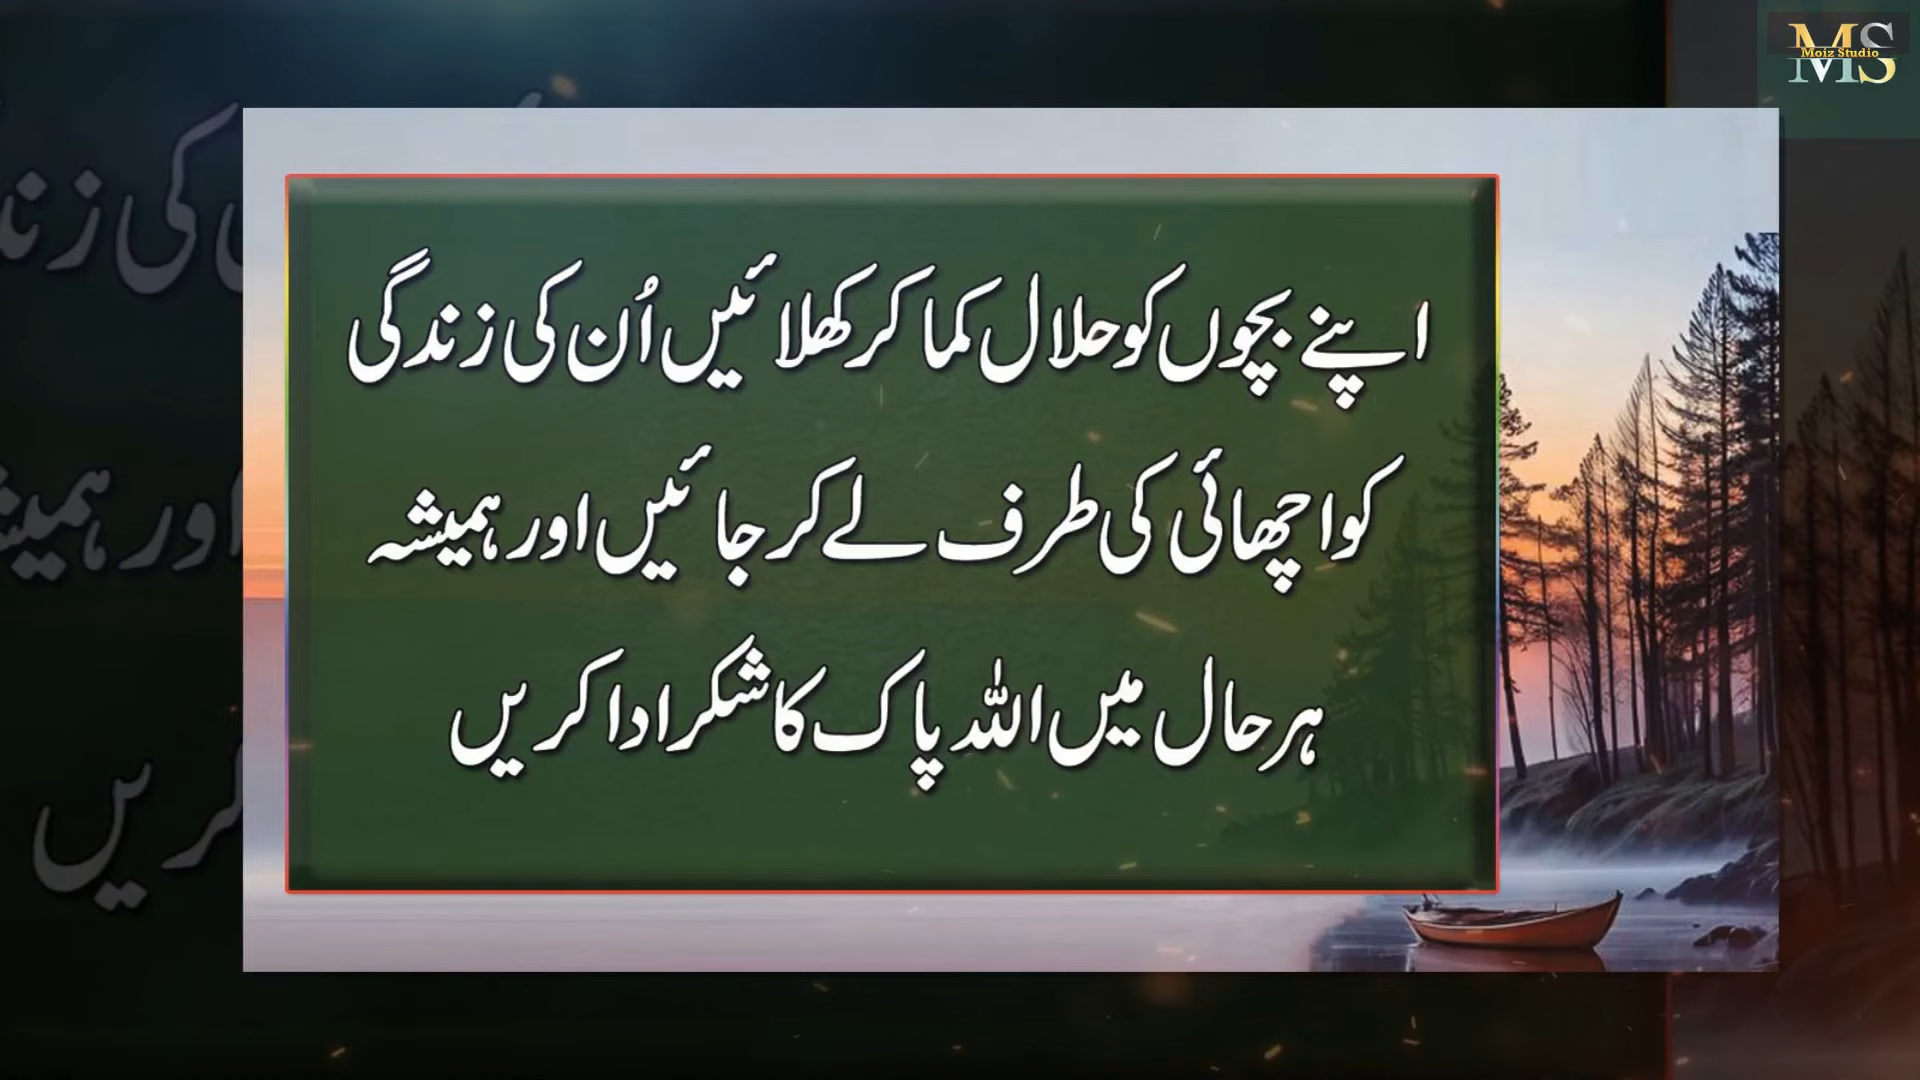 MS
Moiz Studio
اپنے بچوں کو حلال کما کر کھلائیں اُن کی زندگی
کو اچھائی کی طرف لے کر جائیں اور ہمیشہ
ہر حال میں اللہ پاک کا شکر ادا کریں